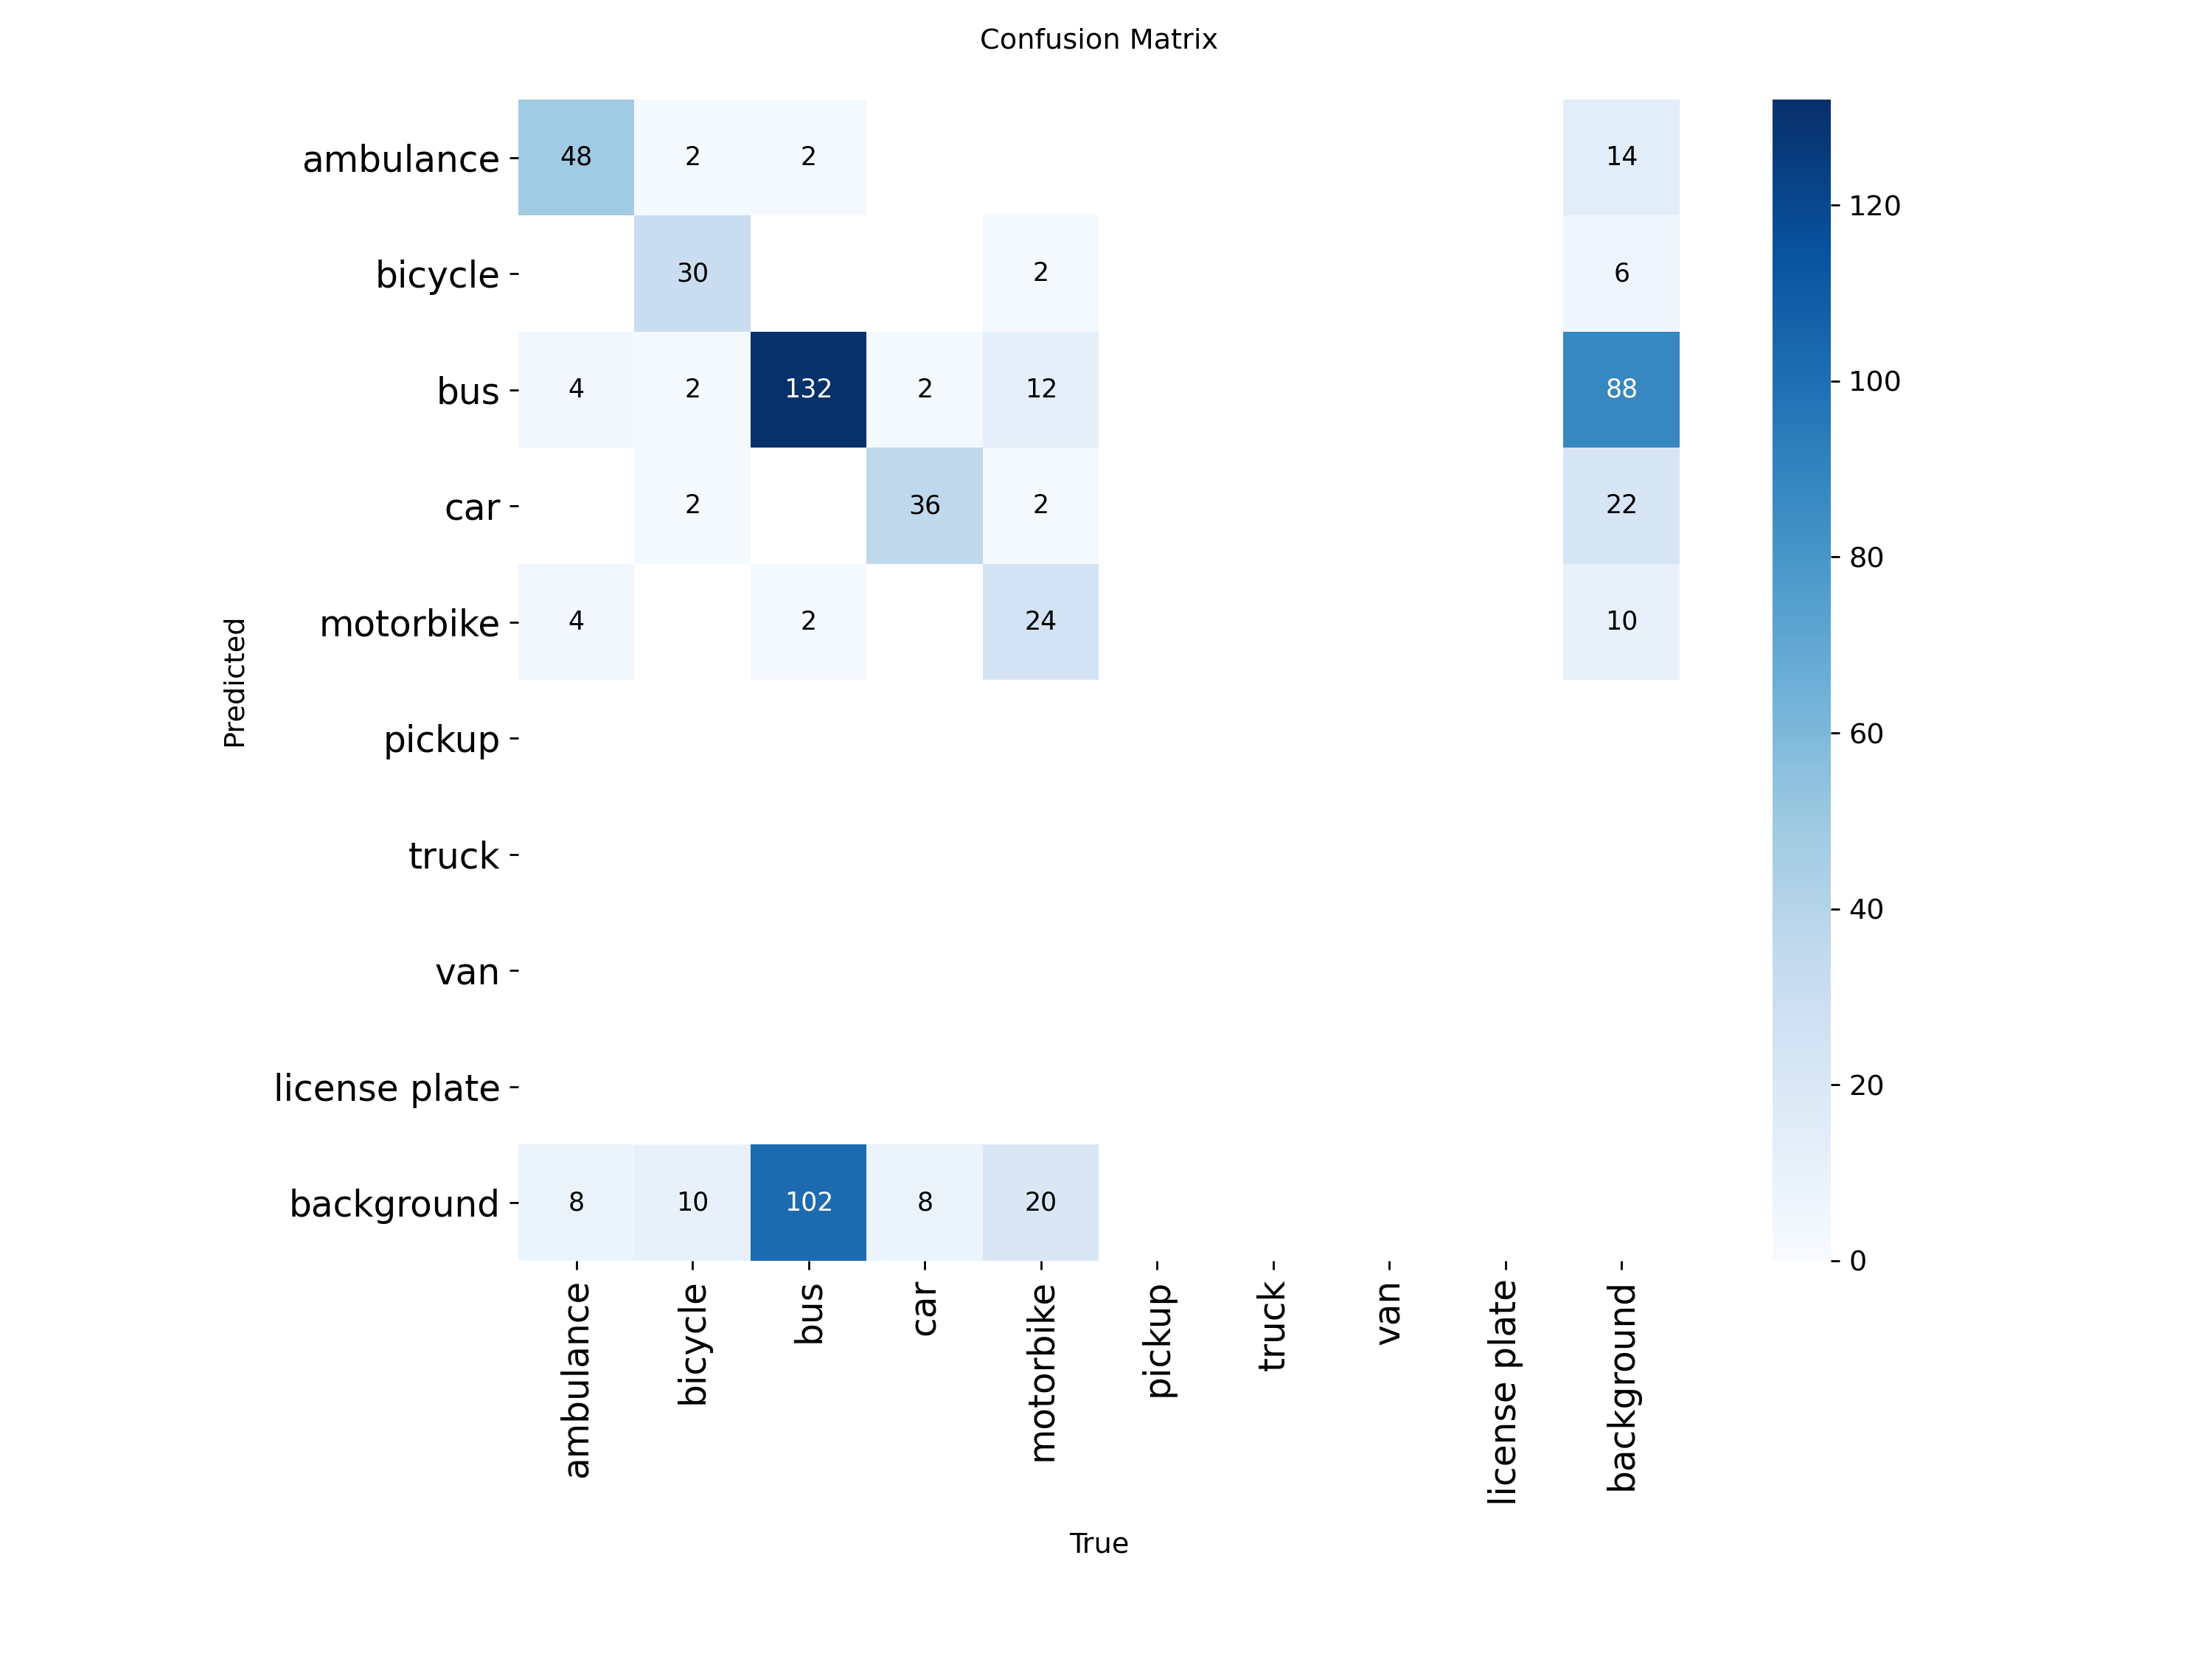 Confusion Matrix
ambulance 48 2 2 14
bicycle 30 2 6
bus 4 2 132 2 12 88
car 2 36 2 22
motorbike 4 2 24 10
pickup
truck
van
license plate
background 8 10 102 8 20
Predicted
ambulance bicycle bus car motorbike pickup truck van license plate background
True
120
100
80
60
40
20
0